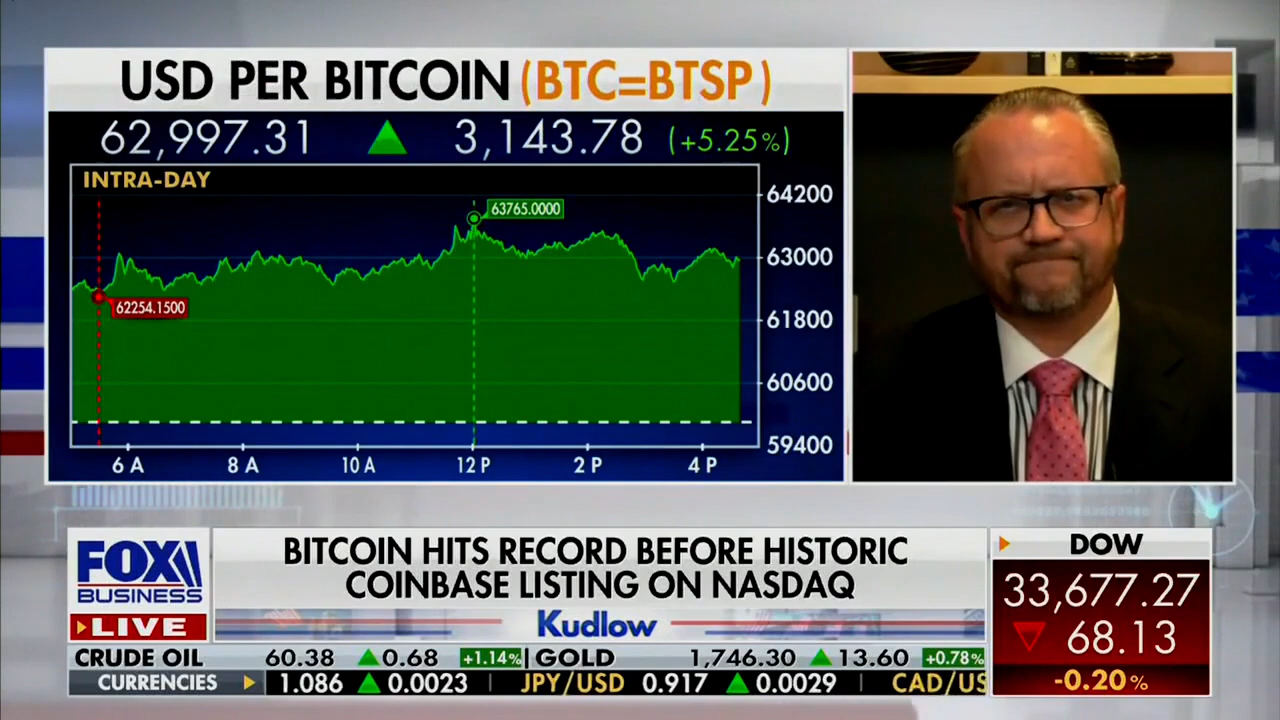 USD PER BITCOIN (BTC=BTSP)
62,997.31 ▲ 3,143.78 (+5.25%)
INTRA-DAY
64200
63765.0000
63000
62254.1500
61800
60600
59400
6 A 8 A 10 A 12 P 2 P 4 P
FOX BUSINESS
LIVE
BITCOIN HITS RECORD BEFORE HISTORIC
COINBASE LISTING ON NASDAQ
Kudlow
DOW
33,677.27
▼ 68.13
-0.20%
CRUDE OIL 60.38 ▲0.68 +1.14% GOLD 1,746.30 ▲13.60 +0.78%
CURRENCIES 1.086 ▲ 0.0023 | JPY/USD 0.917 ▲ 0.0029 | CAD/US